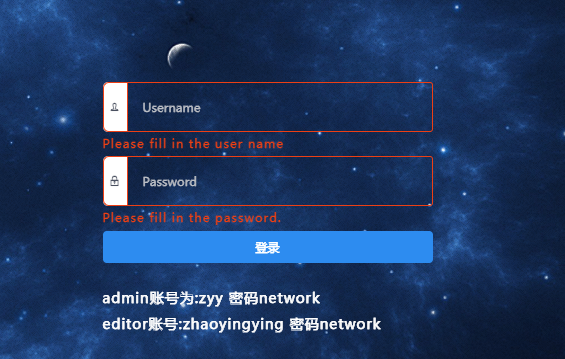 Username
Please fill in the user name
Password
Please fill in the password.
登录
admin账号为:zyy 密码network
editor账号:zhaoyingying 密码network